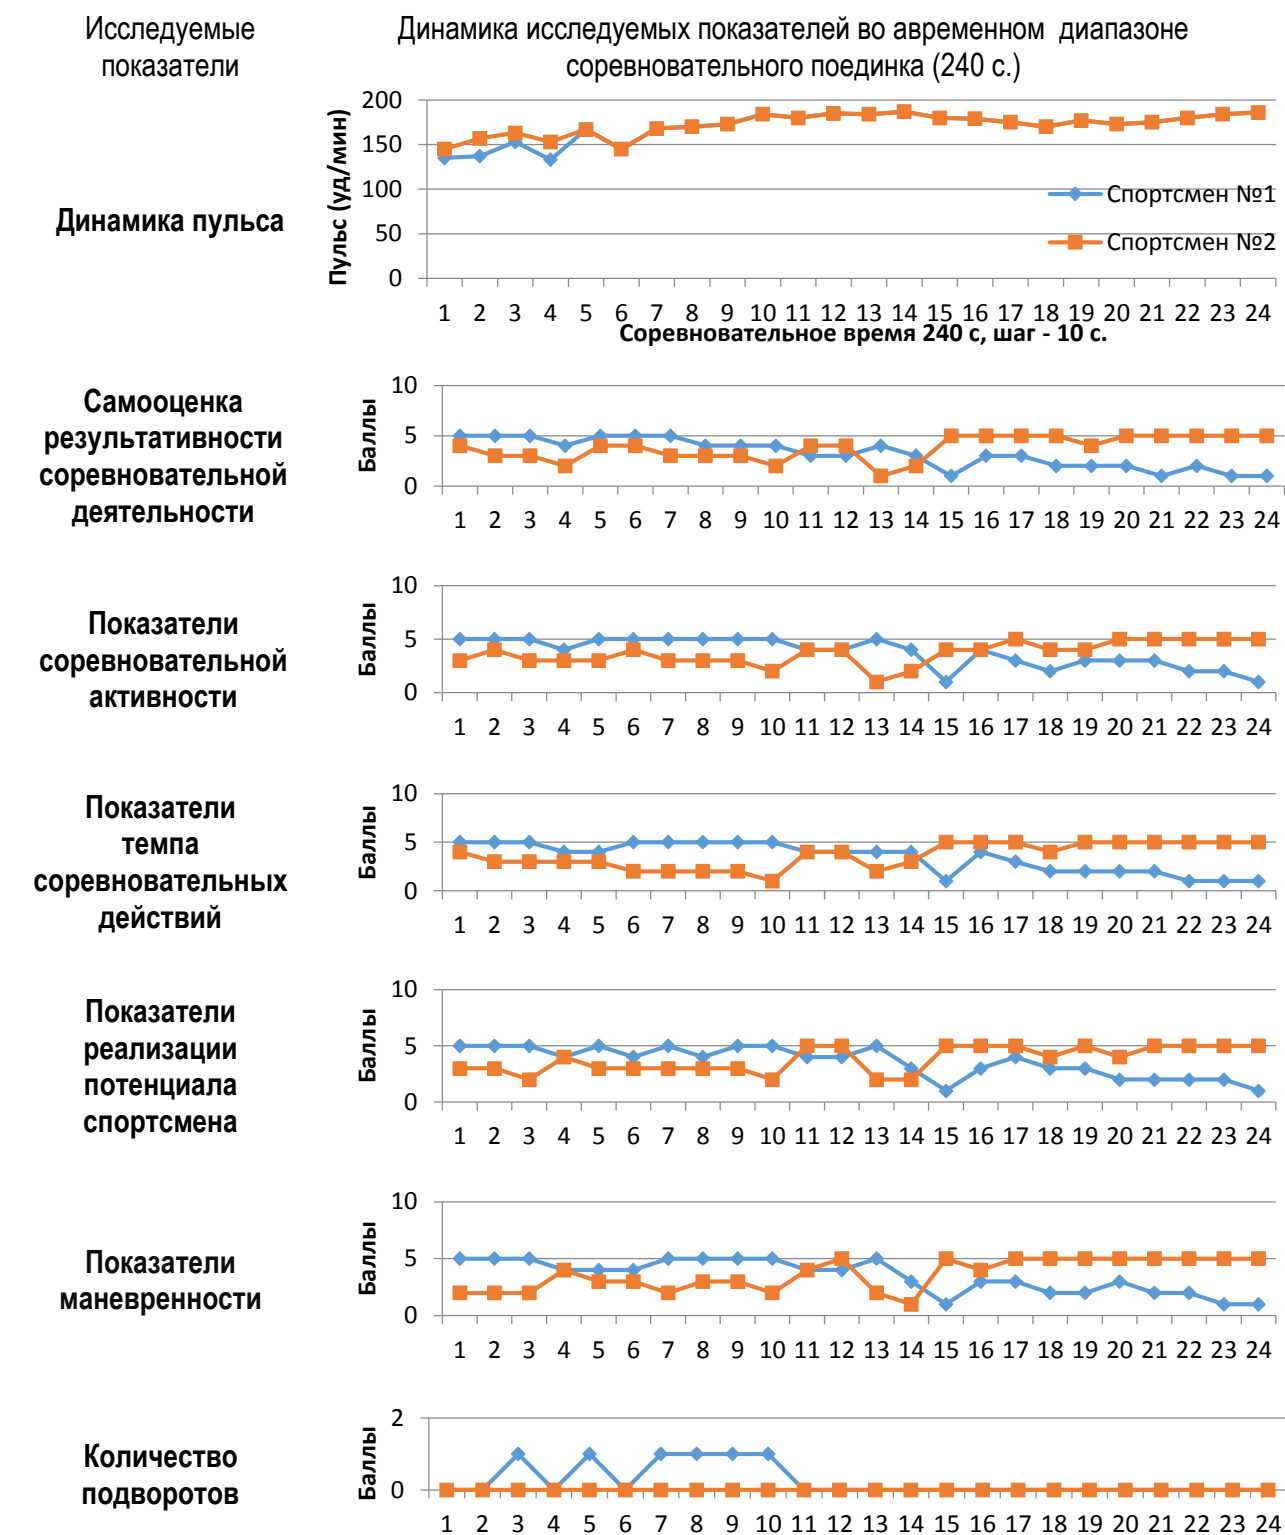 Исследуемые
показатели
Динамика исследуемых показателей во авременном диапазоне
соревновательного поединка (240 с.)
Динамика пульса
Пульс (уд/мин)
200
150
100
50
0
Спортсмен №1
Спортсмен №2
1 2 3 4 5 6 7 8 9 10 11 12 13 14 15 16 17 18 19 20 21 22 23 24
Соревновательное время 240 с, шаг - 10 с.
Самооценка
результативности
соревновательной
деятельности
Баллы
10
5
0
1 2 3 4 5 6 7 8 9 10 11 12 13 14 15 16 17 18 19 20 21 22 23 24
Показатели
соревновательной
активности
Баллы
10
5
0
1 2 3 4 5 6 7 8 9 10 11 12 13 14 15 16 17 18 19 20 21 22 23 24
Показатели
темпа
соревновательных
действий
Баллы
10
5
0
1 2 3 4 5 6 7 8 9 10 11 12 13 14 15 16 17 18 19 20 21 22 23 24
Показатели
реализации
потенциала
спортсмена
Баллы
10
5
0
1 2 3 4 5 6 7 8 9 10 11 12 13 14 15 16 17 18 19 20 21 22 23 24
Показатели
маневренности
Баллы
10
5
0
1 2 3 4 5 6 7 8 9 10 11 12 13 14 15 16 17 18 19 20 21 22 23 24
Количество
подворотов
Баллы
2
0
1 2 3 4 5 6 7 8 9 10 11 12 13 14 15 16 17 18 19 20 21 22 23 24